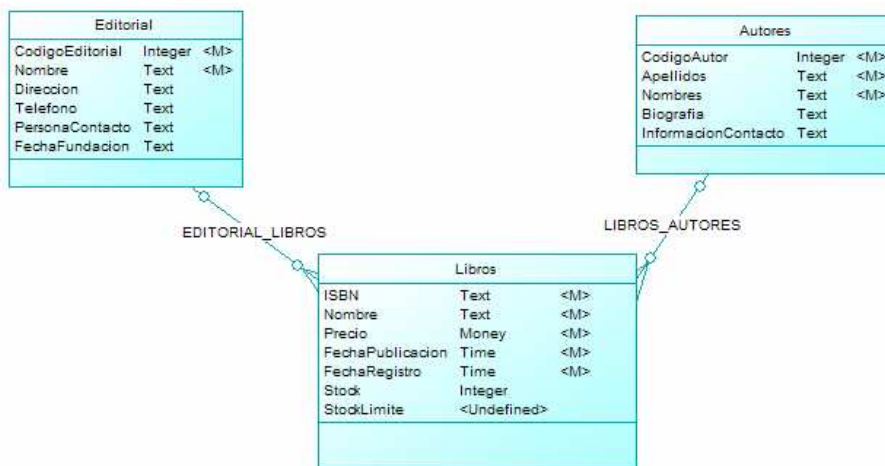 Editorial
CodigoEditorial Integer <M>
Nombre Text <M>
Direccion Text
Telefono Text
PersonaContacto Text
FechaFundacion Text
Autores
CodigoAutor Integer <M>
Apellidos Text <M>
Nombres Text <M>
Biografia Text
InformacionContacto Text
EDITORIAL_LIBROS
LIBROS_AUTORES
Libros
ISBN Text <M>
Nombre Text <M>
Precio Money <M>
FechaPublicacion Time <M>
FechaRegistro Time <M>
Stock Integer
StockLimite <Undefined>